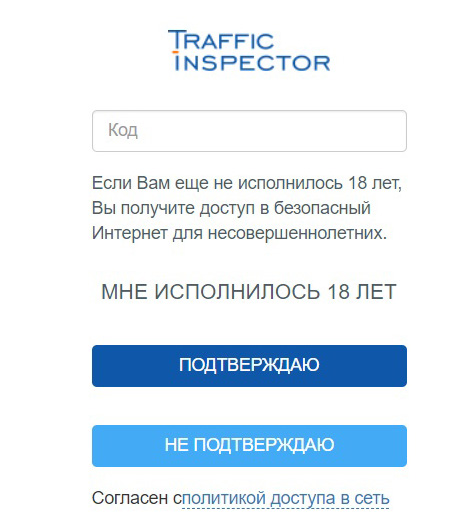 TRAFFIC
INSPECTOR
Код
Если Вам еще не исполнилось 18 лет,
Вы получите доступ в безопасный
Интернет для несовершеннолетних.
МНЕ ИСПОЛНИЛОСЬ 18 ЛЕТ
ПОДТВЕРЖДАЮ
НЕ ПОДТВЕРЖДАЮ
Согласен сполитикой доступа в сеть